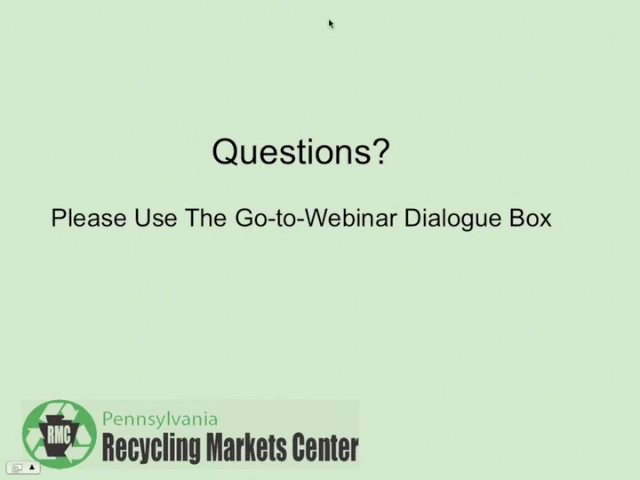 Questions?
Please Use The Go-to-Webinar Dialogue Box
RMC
Pennsylvania
Recycling Markets Center